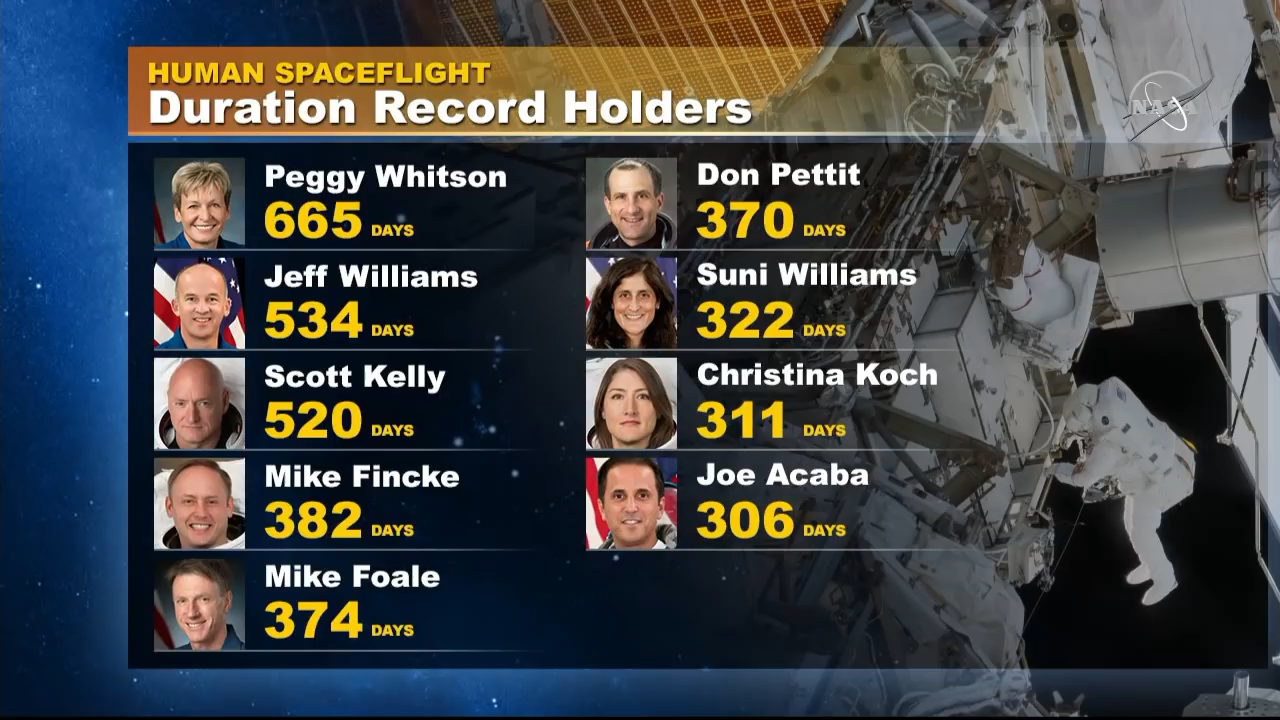 HUMAN SPACEFLIGHT
Duration Record Holders
NASA
Peggy Whitson
665 DAYS
Jeff Williams
534 DAYS
Scott Kelly
520 DAYS
Mike Fincke
382 DAYS
Mike Foale
374 DAYS
Don Pettit
370 DAYS
Suni Williams
322 DAYS
Christina Koch
311 DAYS
Joe Acaba
306 DAYS